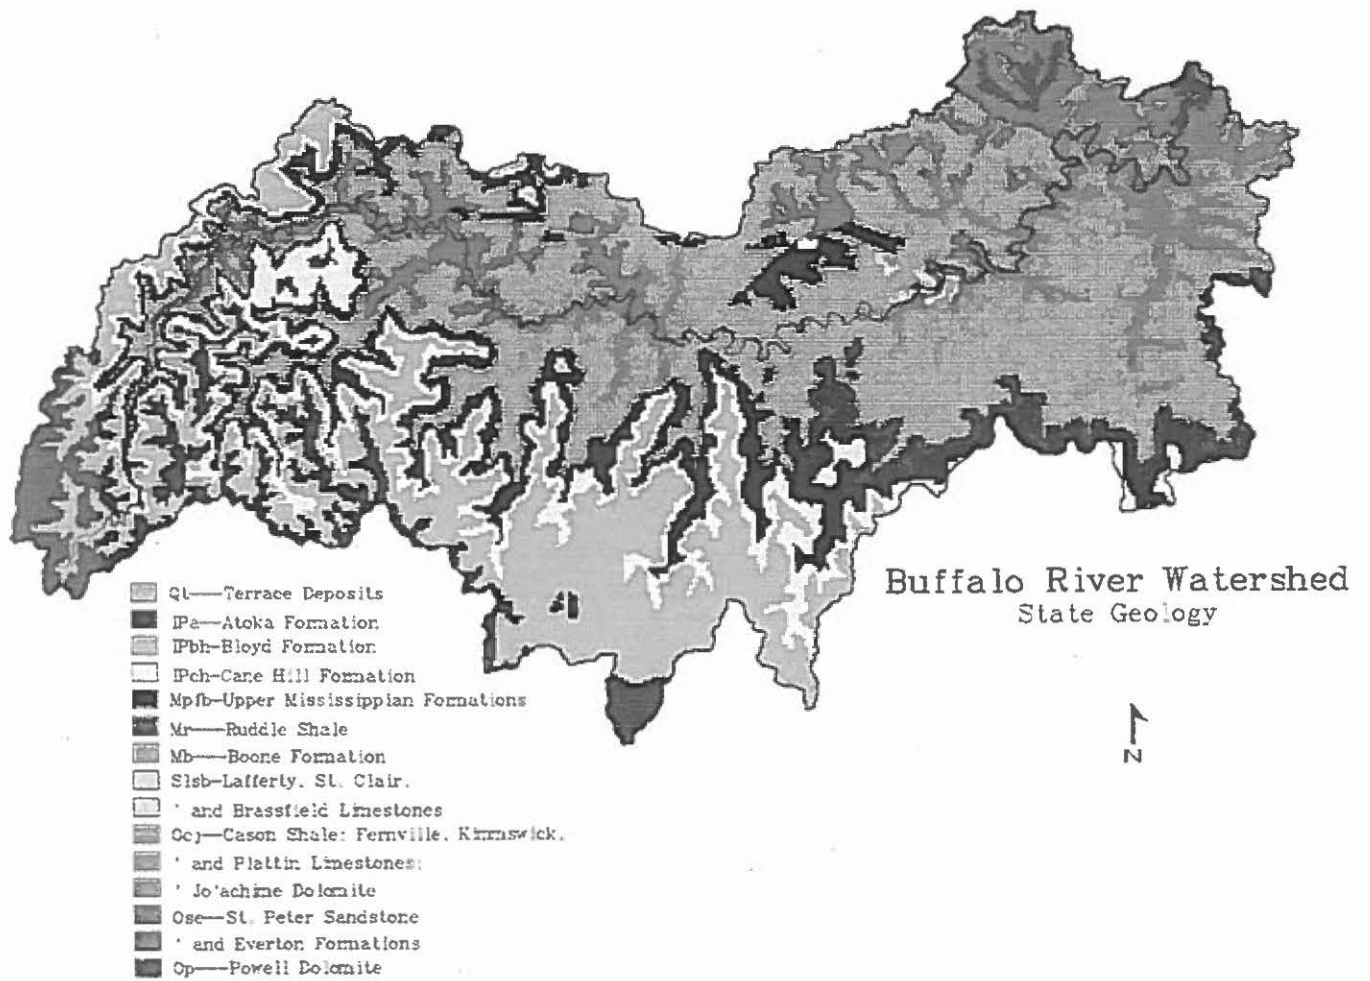 Buffalo River Watershed
State Geology
N
Qt—Terrace Deposits
IPa—Atoka Formation
IPbh—Bloyd Formation
IPch—Cane Hill Formation
Mpfb—Upper Mississippian Formations
Mr——Ruddle Shale
Mb——Boone Formation
Slsb—Lafferty, St. Clair,
' and Brassfield Limestones
Ocj—Cason Shale; Fernville, Kimmswick,
' and Plattin Limestones;
' Jo'achine Dolomite
Ose—St. Peter Sandstone
' and Everton Formations
Op——Powell Dolomite